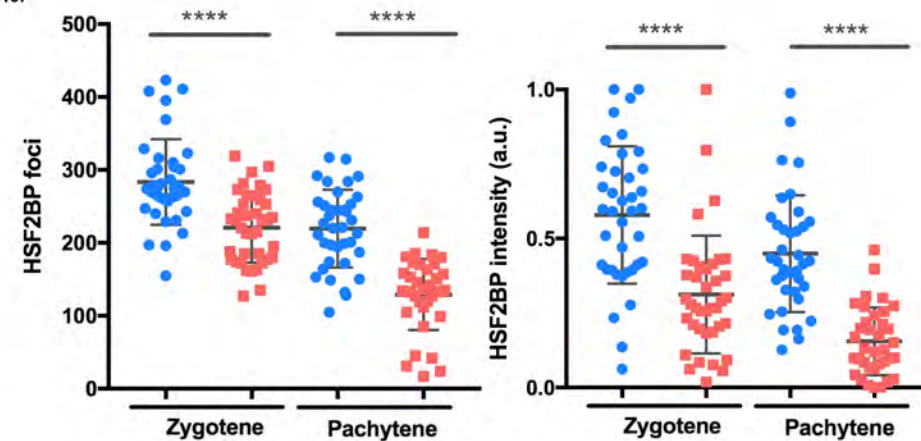 ****
****
500
400
300
200
100
0
HSF2BP foci
Zygotene
Pachytene
****
****
1.0
0.5
0.0
HSF2BP intensity (a.u.)
Zygotene
Pachytene